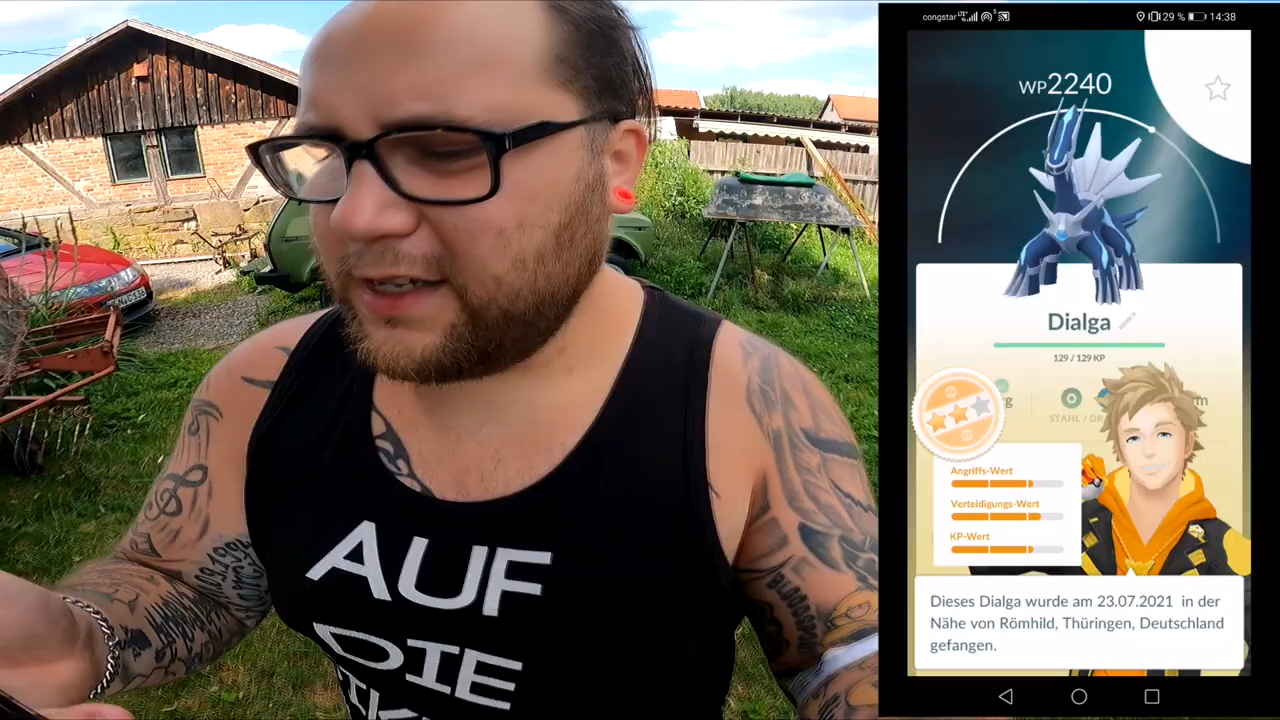 congstar 29 % 14:38
WP2240
Dialga
129 / 129 KP
STAHL / DR
Angriffs-Wert
Verteidigungs-Wert
KP-Wert
Dieses Dialga wurde am 23.07.2021 in der
Nähe von Römhild, Thüringen, Deutschland
gefangen.
AUF
DIE